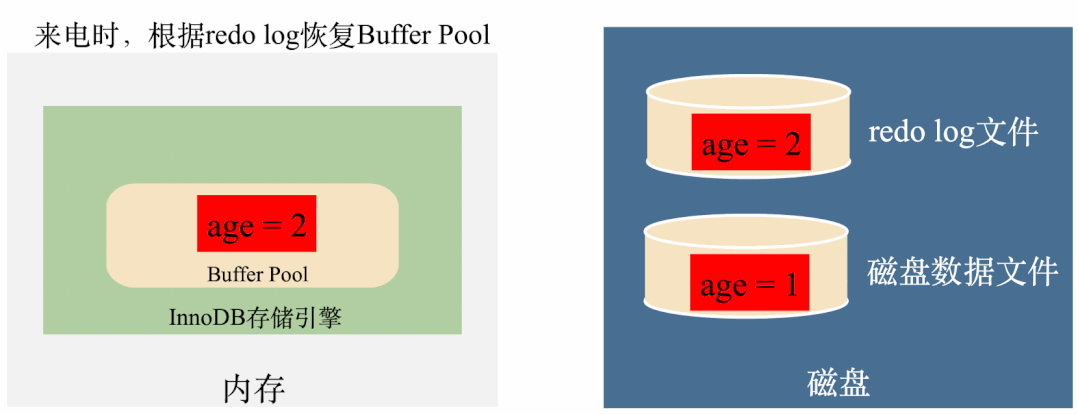 来电时，根据redo log恢复Buffer Pool
age = 2
Buffer Pool
InnoDB存储引擎
内存
age = 2
redo log文件
age = 1
磁盘数据文件
磁盘